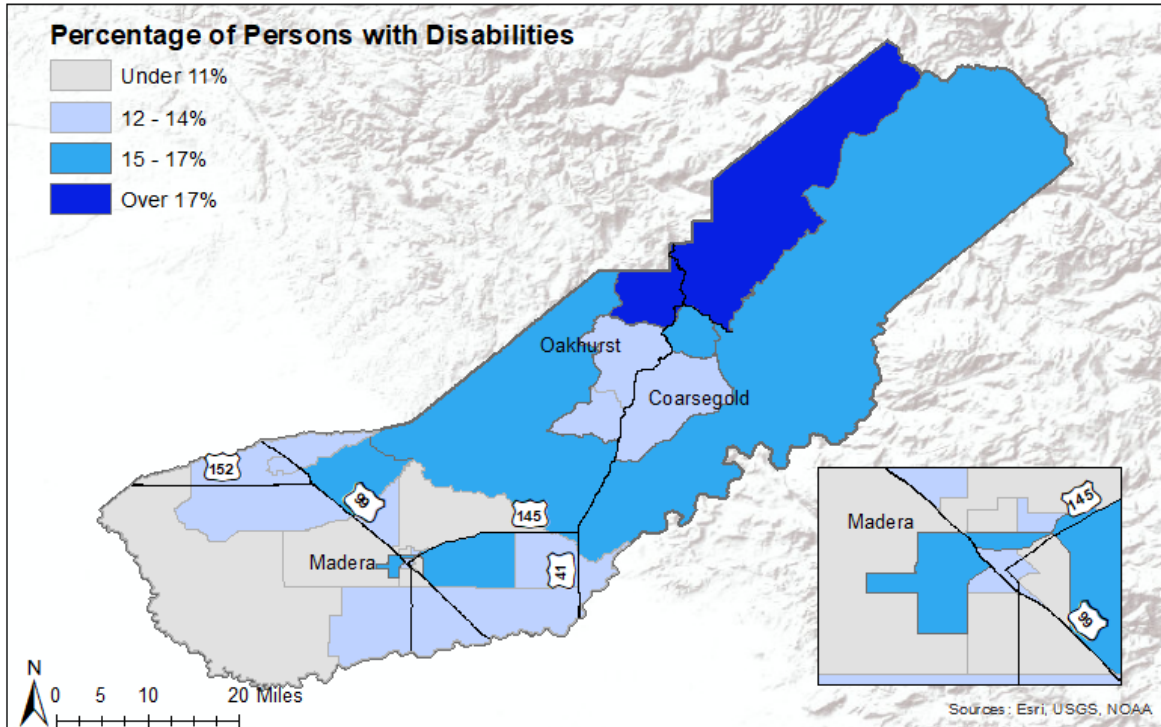 Percentage of Persons with Disabilities
Under 11%
12 - 14%
15 - 17%
Over 17%
Oakhurst
Coarsegold
152
99
145
Madera
41
145
Madera
99
N
0 5 10 20 Miles
Sources: Esri, USGS, NOAA